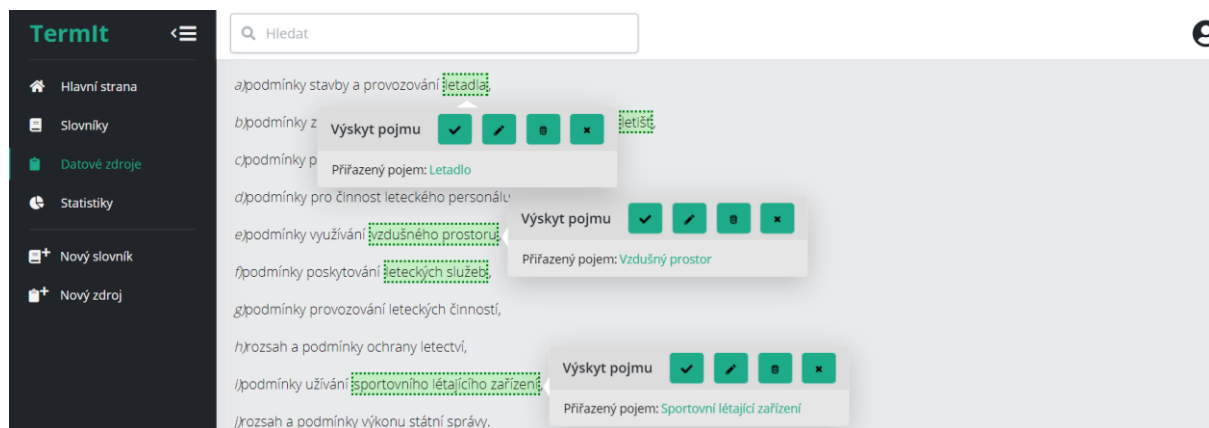 TermIt
Hledat
Hlavní strana
Slovníky
Datové zdroje
Statistiky
Nový slovník
Nový zdroj
a)podmínky stavby a provozování letadla,
Výskyt pojmu
Přiřazený pojem: Letadlo
b)podmínky z letišť,
c)podmínky p
d)podmínky pro činnost leteckého personálu
Výskyt pojmu
Přiřazený pojem: Vzdušný prostor
e)podmínky využívání vzdušného prostoru,
f)podmínky poskytování leteckých služeb,
g)podmínky provozování leteckých činností,
h)rozsah a podmínky ochrany letectví,
Výskyt pojmu
Přiřazený pojem: Sportovní létající zařízení
i)podmínky užívání sportovního létajícího zařízení,
j)rozsah a podmínky výkonu státní správy.